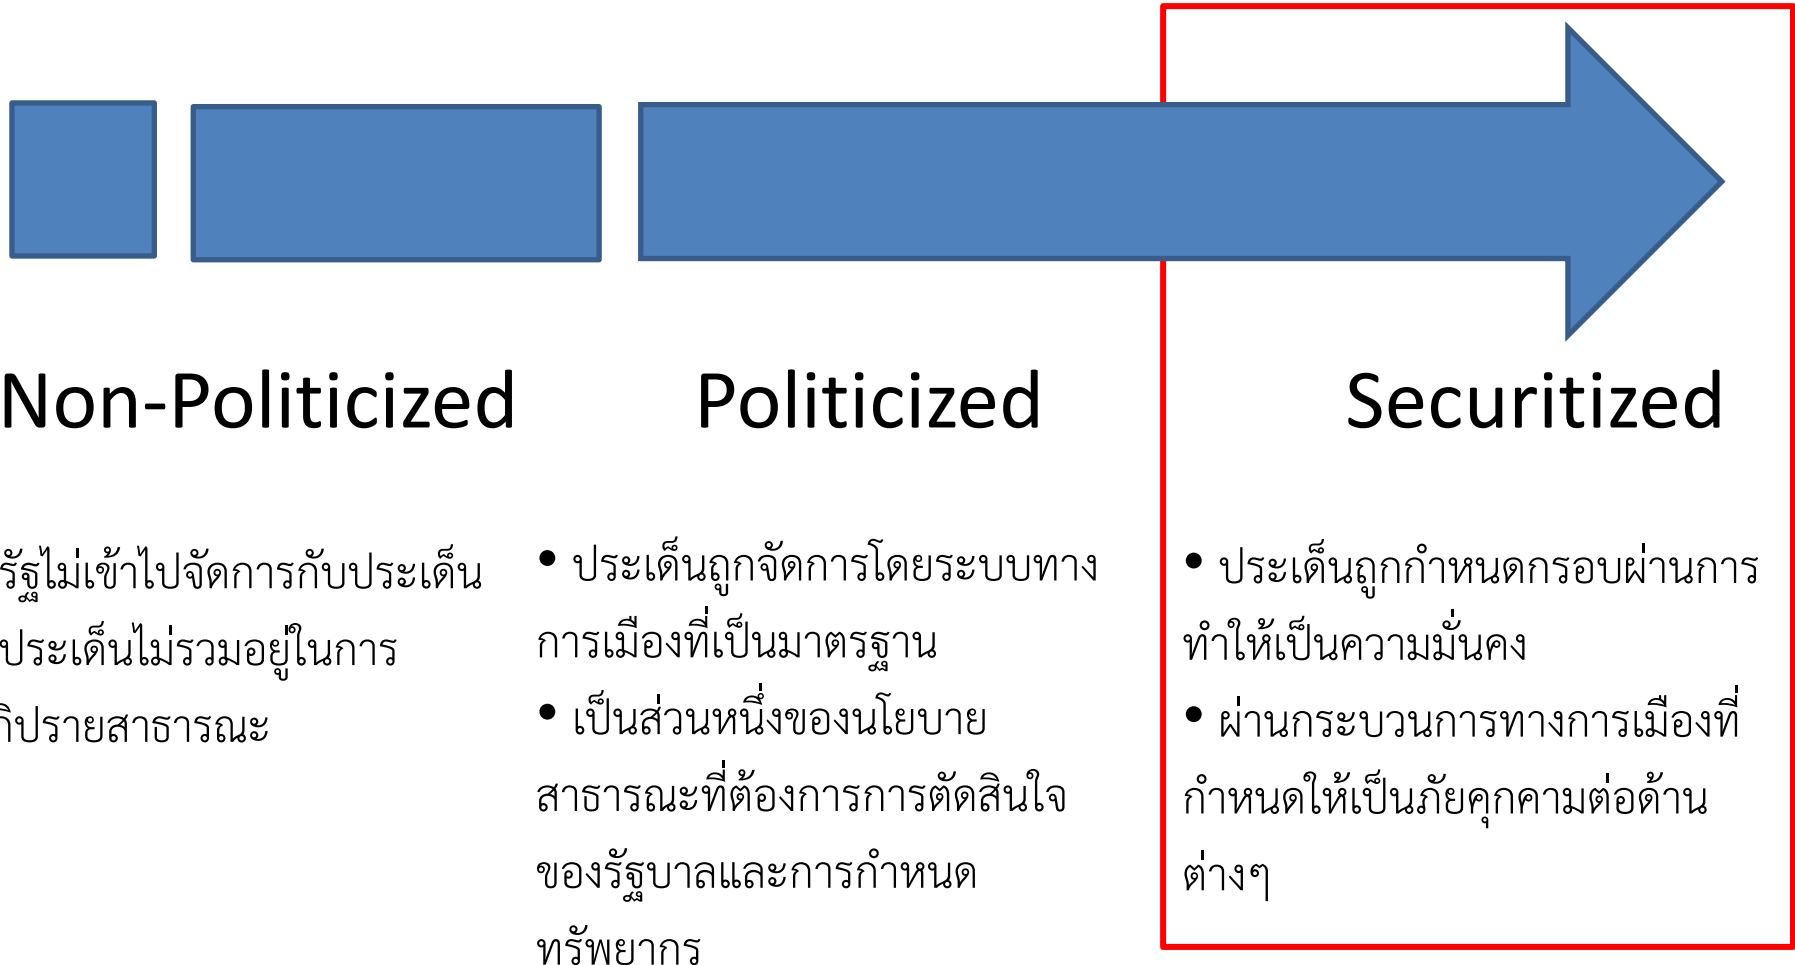 Non-Politicized
Politicized
Securitized
รัฐไม่เข้าไปจัดการกับประเด็น
ประเด็นไม่รวมอยู่ในการ
ภิปรายสาธารณะ
• ประเด็นถูกจัดการโดยระบบทาง
การเมืองที่เป็นมาตรฐาน
• เป็นส่วนหนึ่งของนโยบาย
สาธารณะที่ต้องการการตัดสินใจ
ของรัฐบาลและการกำหนด
ทรัพยากร
• ประเด็นถูกกำหนดกรอบผ่านการ
ทำให้เป็นความมั่นคง
• ผ่านกระบวนการทางการเมืองที่
กำหนดให้เป็นภัยคุกคามต่อด้าน
ต่างๆ